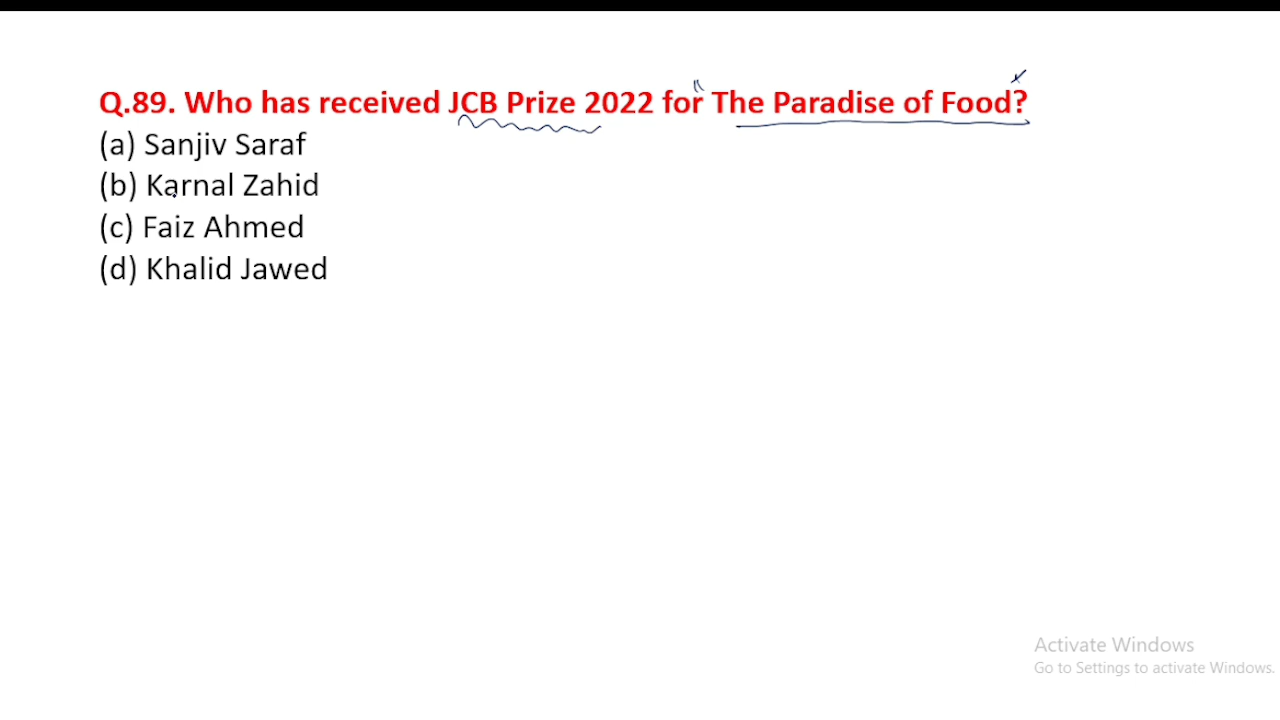 Q.89. Who has received JCB Prize 2022 for The Paradise of Food?
(a) Sanjiv Saraf
(b) Karnal Zahid
(c) Faiz Ahmed
(d) Khalid Jawed
Activate Windows
Go to Settings to activate Windows.